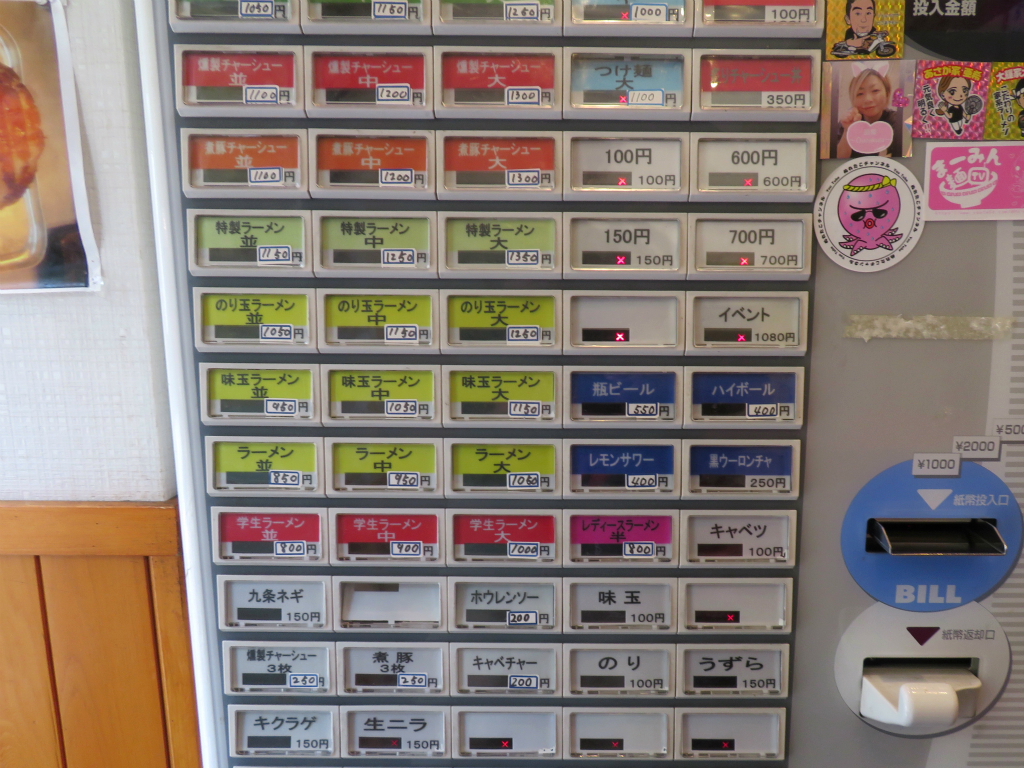 1050円 1150円 1250円 1000円 100円
燻製チャーシュー 並 1100円
燻製チャーシュー 中 1200円
燻製チャーシュー 大 1300円
つけ麺 大 1100円
350円
煮豚チャーシュー 並 1100円
煮豚チャーシュー 中 1200円
煮豚チャーシュー 大 1300円
100円 100円
600円 600円
特製ラーメン 並 1150円
特製ラーメン 中 1250円
特製ラーメン 大 1350円
150円 150円
700円 700円
のり玉ラーメン 並 1050円
のり玉ラーメン 中 1150円
のり玉ラーメン 大 1250円
イベント 1080円
味玉ラーメン 並 950円
味玉ラーメン 中 1050円
味玉ラーメン 大 1150円
瓶ビール 550円
ハイボール 400円
ラーメン 並 850円
ラーメン 中 950円
ラーメン 大 1050円
レモンサワー 400円
黒ウーロンチャ 250円
学生ラーメン 並 800円
学生ラーメン 中 900円
学生ラーメン 大 1000円
レディースラーメン 半 800円
キャベツ 100円
九条ネギ 150円
ホウレンソー 200円
味玉 100円
燻製チャーシュー 3枚 250円
煮豚 3枚 250円
キャベチャー 200円
のり 100円
うずら 150円
キクラゲ 150円
生ニラ 150円
投入金額
まーみん
麺TV
¥2000
¥1000
紙幣投入口
BILL
紙幣返却口